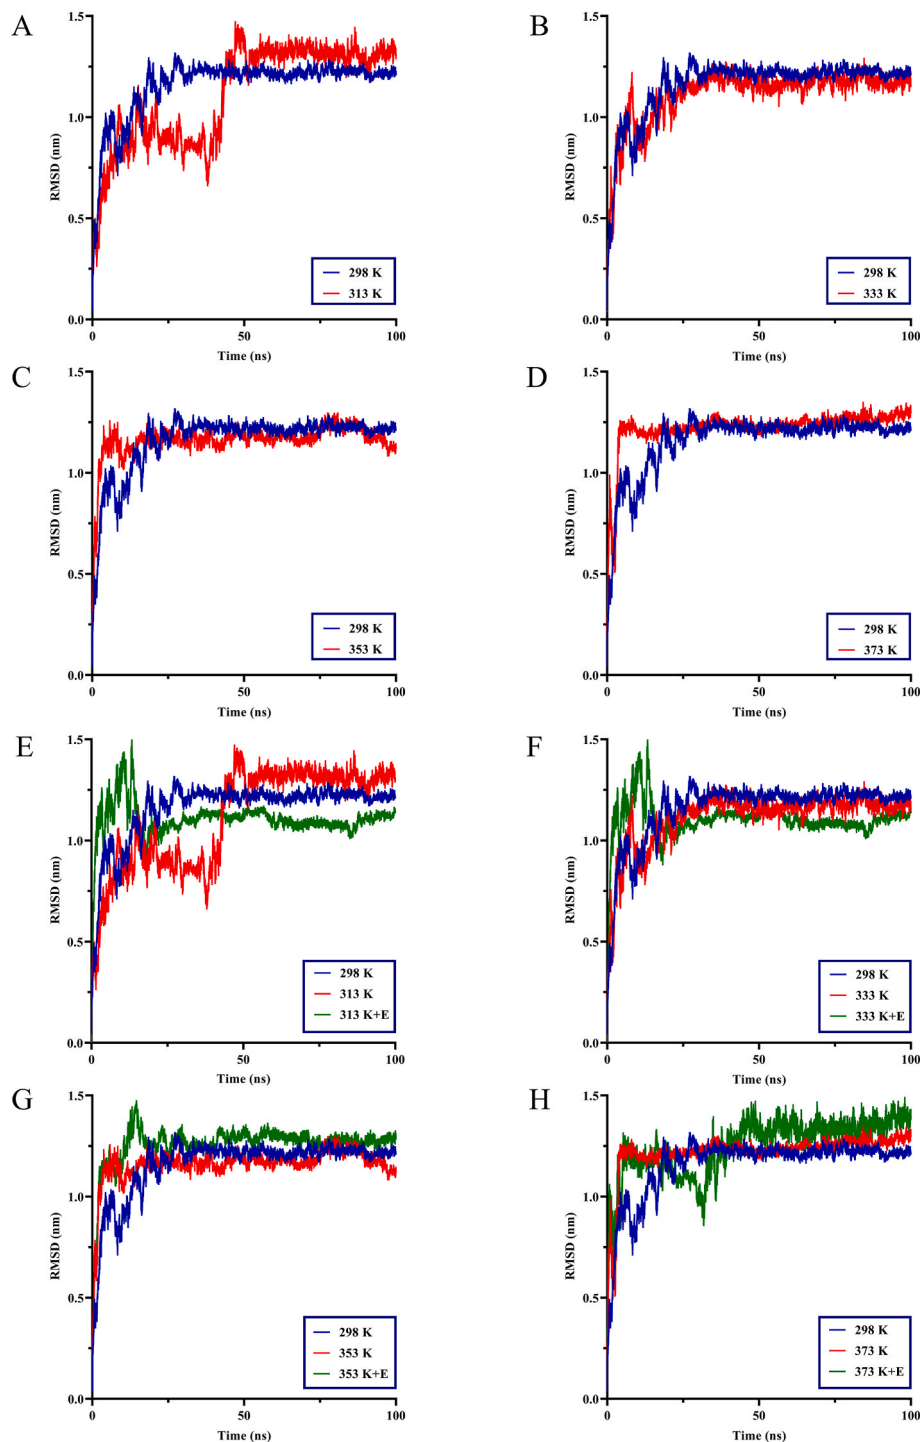 A
RMSD (nm)
1.5
1.0
0.5
0.0
298 K
313 K
0
50
100
Time (ns)
B
RMSD (nm)
1.5
1.0
0.5
0.0
298 K
333 K
0
50
100
Time (ns)
C
RMSD (nm)
1.5
1.0
0.5
0.0
298 K
353 K
0
50
100
Time (ns)
D
RMSD (nm)
1.5
1.0
0.5
0.0
298 K
373 K
0
50
100
Time (ns)
E
RMSD (nm)
1.5
1.0
0.5
0.0
298 K
313 K
313 K+E
0
50
100
Time (ns)
F
RMSD (nm)
1.5
1.0
0.5
0.0
298 K
333 K
333 K+E
0
50
100
Time (ns)
G
RMSD (nm)
1.5
1.0
0.5
0.0
298 K
353 K
353 K+E
0
50
100
Time (ns)
H
RMSD (nm)
1.5
1.0
0.5
0.0
298 K
373 K
373 K+E
0
50
100
Time (ns)